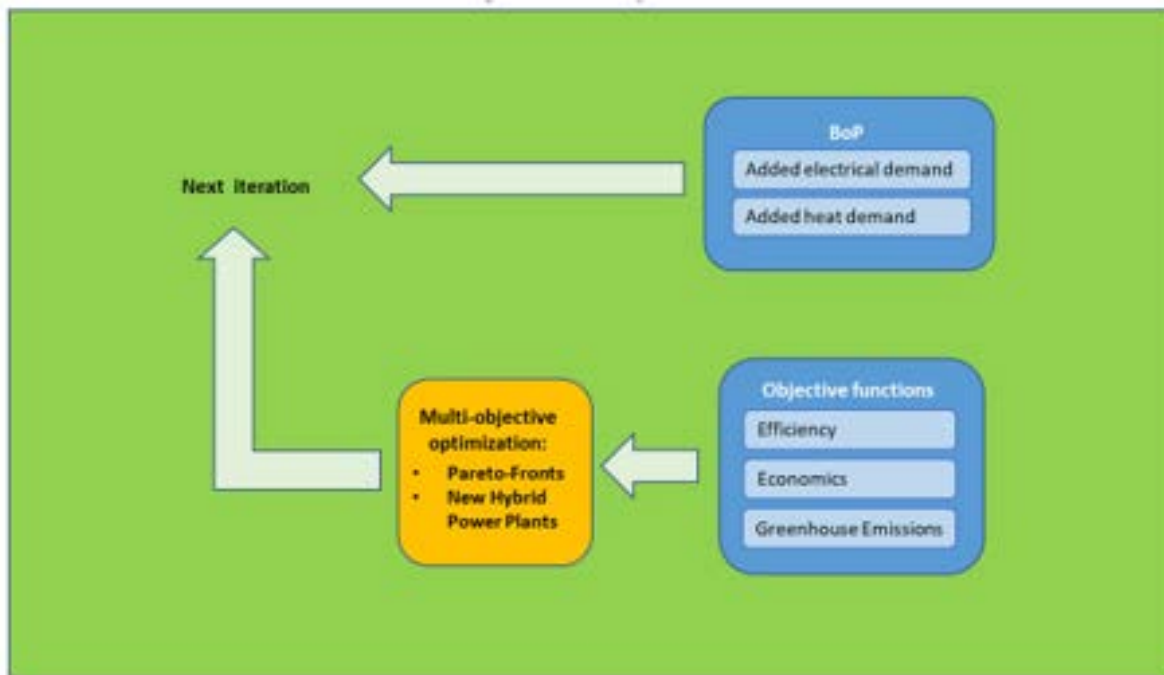 BoP
Added electrical demand
Added heat demand
Next iteration
Objective functions
Efficiency
Economics
Greenhouse Emissions
Multi-objective
optimization:
• Pareto-Fronts
• New Hybrid
Power Plants